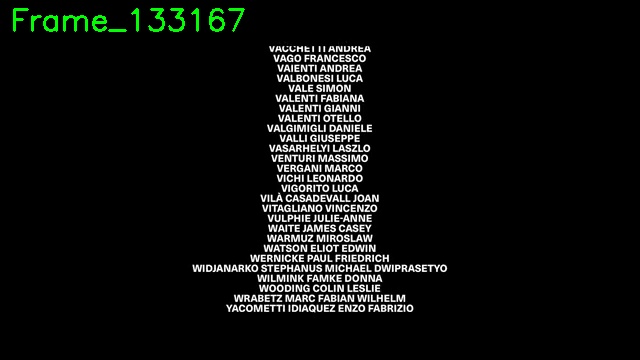 Frame_133167
VACCHETTI ANDREA
VAGO FRANCESCO
VAIENTI ANDREA
VALBONESI LUCA
VALE SIMON
VALENTI FABIANA
VALENTI GIANNI
VALENTI OTELLO
VALGIMIGLI DANIELE
VALLI GIUSEPPE
VASARHELYI LASZLO
VENTURI MASSIMO
VERGANI MARCO
VICHI LEONARDO
VIGORITO LUCA
VILÀ CASADEVALL JOAN
VITAGLIANO VINCENZO
VULPHIE JULIE-ANNE
WAITE JAMES CASEY
WARMUZ MIROSLAW
WATSON ELIOT EDWIN
WERNICKE PAUL FRIEDRICH
WIDJANARKO STEPHANUS MICHAEL DWIPRASETYO
WILMINK FAMKE DONNA
WOODING COLIN LESLIE
WRABETZ MARC FABIAN WILHELM
YACOMETTI IDIAQUEZ ENZO FABRIZIO